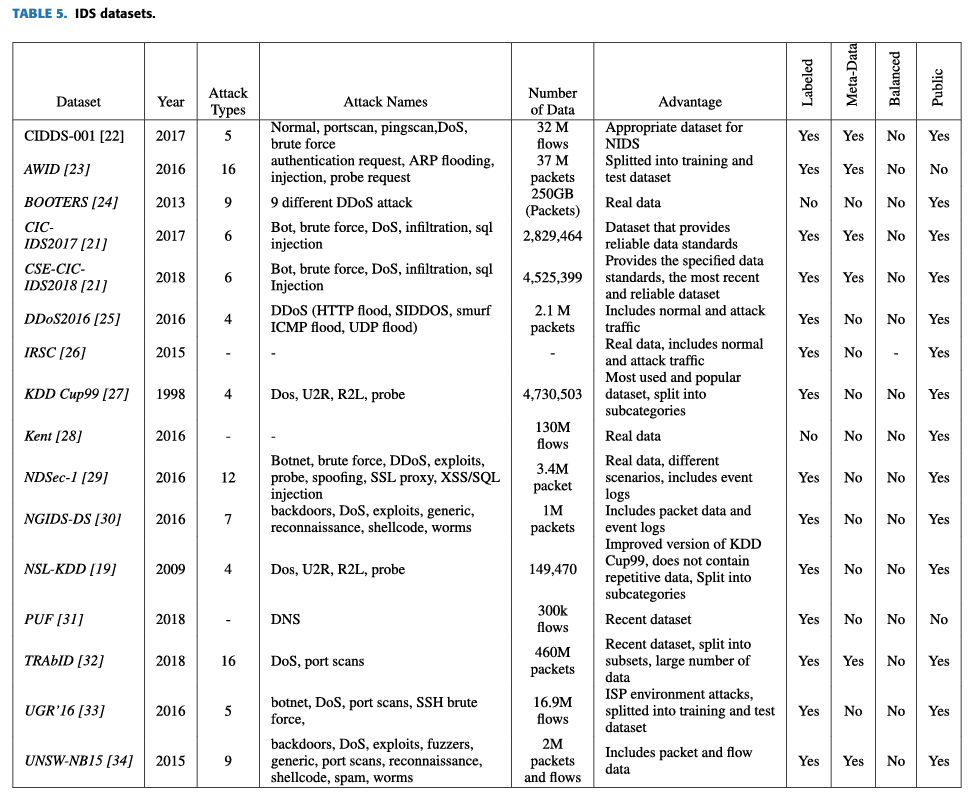 TABLE 5. IDS datasets.
Dataset Year Attack Types Attack Names Number of Data Advantage Labeled Meta-Data Balanced Public
CIDDS-001 [22] 2017 5 Normal, portscan, pingscan,DoS, brute force 32 M flows Appropriate dataset for NIDS Yes Yes No Yes
AWID [23] 2016 16 authentication request, ARP flooding, injection, probe request 37 M packets Splitted into training and test dataset Yes Yes No No
BOOTERS [24] 2013 9 9 different DDoS attack 250GB (Packets) Real data No No No Yes
CIC-IDS2017 [21] 2017 6 Bot, brute force, DoS, infiltration, sql injection 2,829,464 Dataset that provides reliable data standards Yes Yes No Yes
CSE-CIC-IDS2018 [21] 2018 6 Bot, brute force, DoS, infiltration, sql Injection 4,525,399 Provides the specified data standards, the most recent and reliable dataset Yes Yes No Yes
DDoS2016 [25] 2016 4 DDoS (HTTP flood, SIDDOS, smurf ICMP flood, UDP flood) 2.1 M packets Includes normal and attack traffic Yes No No Yes
IRSC [26] 2015 - - - Real data, includes normal and attack traffic Yes No - Yes
KDD Cup99 [27] 1998 4 Dos, U2R, R2L, probe 4,730,503 Most used and popular dataset, split into subcategories Yes No No Yes
Kent [28] 2016 - - 130M flows Real data No No No Yes
NDSec-1 [29] 2016 12 Botnet, brute force, DDoS, exploits, probe, spoofing, SSL proxy, XSS/SQL injection 3.4M packet Real data, different scenarios, includes event logs Yes No No Yes
NGIDS-DS [30] 2016 7 backdoors, DoS, exploits, generic, reconnaissance, shellcode, worms 1M packets Includes packet data and event logs Yes No No Yes
NSL-KDD [19] 2009 4 Dos, U2R, R2L, probe 149,470 Improved version of KDD Cup99, does not contain repetitive data, Split into subcategories Yes No No Yes
PUF [31] 2018 - DNS 300k flows Recent dataset Yes No No No
TRAbID [32] 2018 16 DoS, port scans 460M packets Recent dataset, split into subsets, large number of data Yes Yes No Yes
UGR'16 [33] 2016 5 botnet, DoS, port scans, SSH brute force, 16.9M flows ISP environment attacks, splitted into training and test dataset Yes No No Yes
UNSW-NB15 [34] 2015 9 backdoors, DoS, exploits, fuzzers, generic, port scans, reconnaissance, shellcode, spam, worms 2M packets and flows Includes packet and flow data Yes Yes No Yes